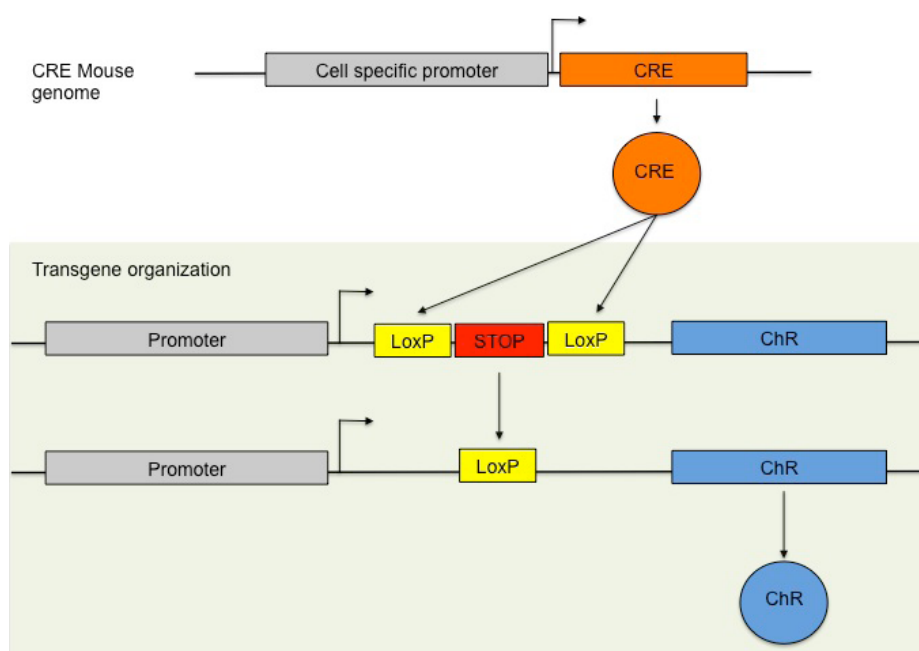 Cell specific promoter
CRE
CRE Mouse
genome
CRE
Transgene organization
Promoter
LoxP
STOP
LoxP
ChR
Promoter
LoxP
ChR
ChR